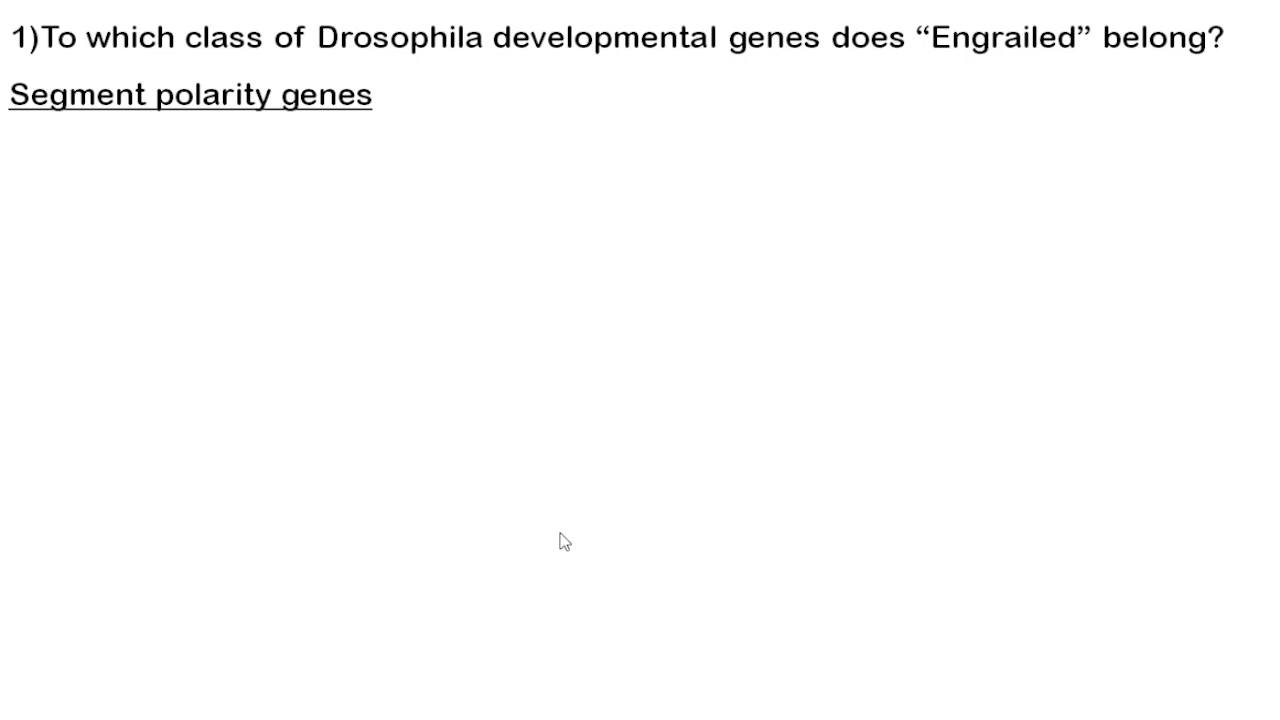 1)To which class of Drosophila developmental genes does “Engrailed” belong?
Segment polarity genes